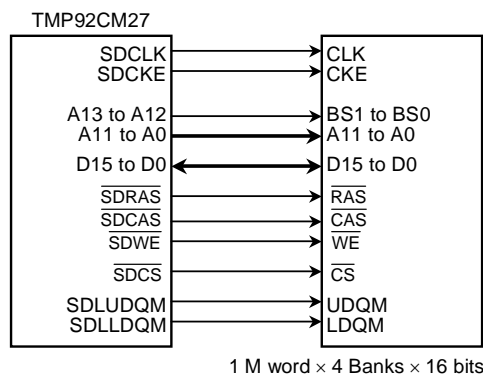 TMP92CM27
SDCLK CLK
SDCKE CKE
A13 to A12 BS1 to BS0
A11 to A0 A11 to A0
D15 to D0 D15 to D0
SDRAS RAS
SDCAS CAS
SDWE WE
SDCS CS
SDLUDQM UDQM
SDLLDQM LDQM
1 M word × 4 Banks × 16 bits